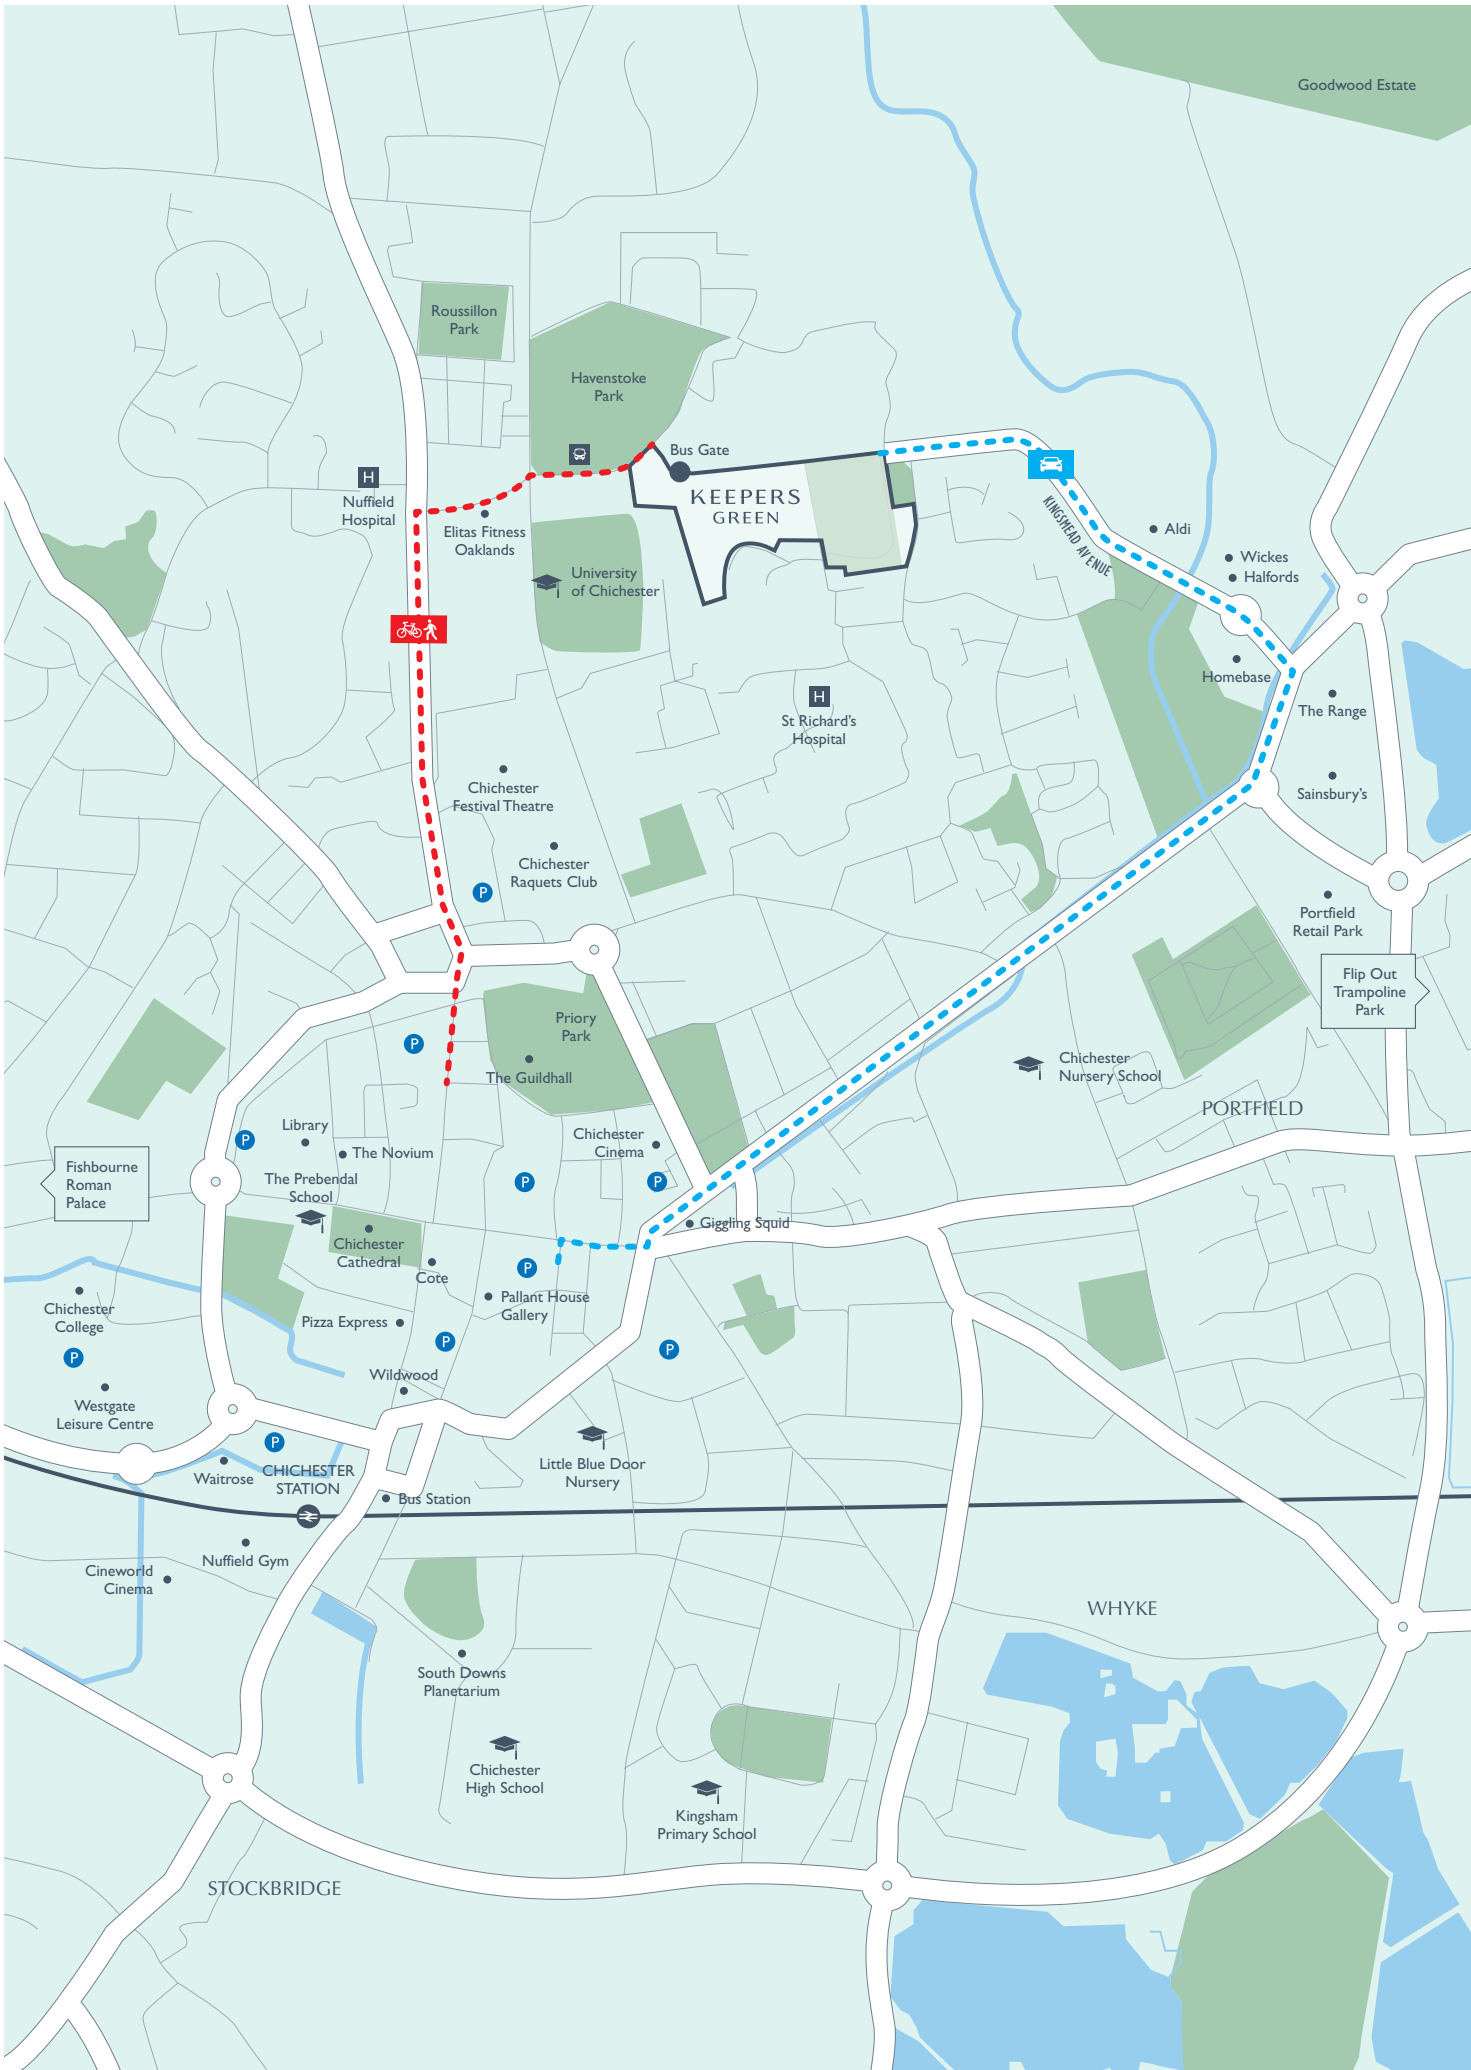 Goodwood Estate
Roussillon
Park
Havenstoke
Park
Bus Gate
KEEPERS
GREEN
H
Nuffield
Hospital
Elitas Fitness
Oaklands
KINGSMEAD AVENUE
Aldi
Wickes
Halfords
University
of Chichester
Homebase
The Range
H
St Richard's
Hospital
Sainsbury's
Chichester
Festival Theatre
Chichester
Raquets Club
P
Portfield
Retail Park
Flip Out
Trampoline
Park
Priory
Park
P
The Guildhall
Chichester
Nursery School
PORTFIELD
Library
P
The Novium
Chichester
Cinema
Fishbourne
Roman
Palace
The Prebendal
School
P
P
Giggling Squid
Chichester
Cathedral
Cote
P
Pallant House
Gallery
Chichester
College
Pizza Express
P
P
P
Wildwood
Westgate
Leisure Centre
P
Waitrose
CHICHESTER
STATION
Little Blue Door
Nursery
Bus Station
Nuffield Gym
Cineworld
Cinema
WHYKE
South Downs
Planetarium
Chichester
High School
Kingsham
Primary School
STOCKBRIDGE